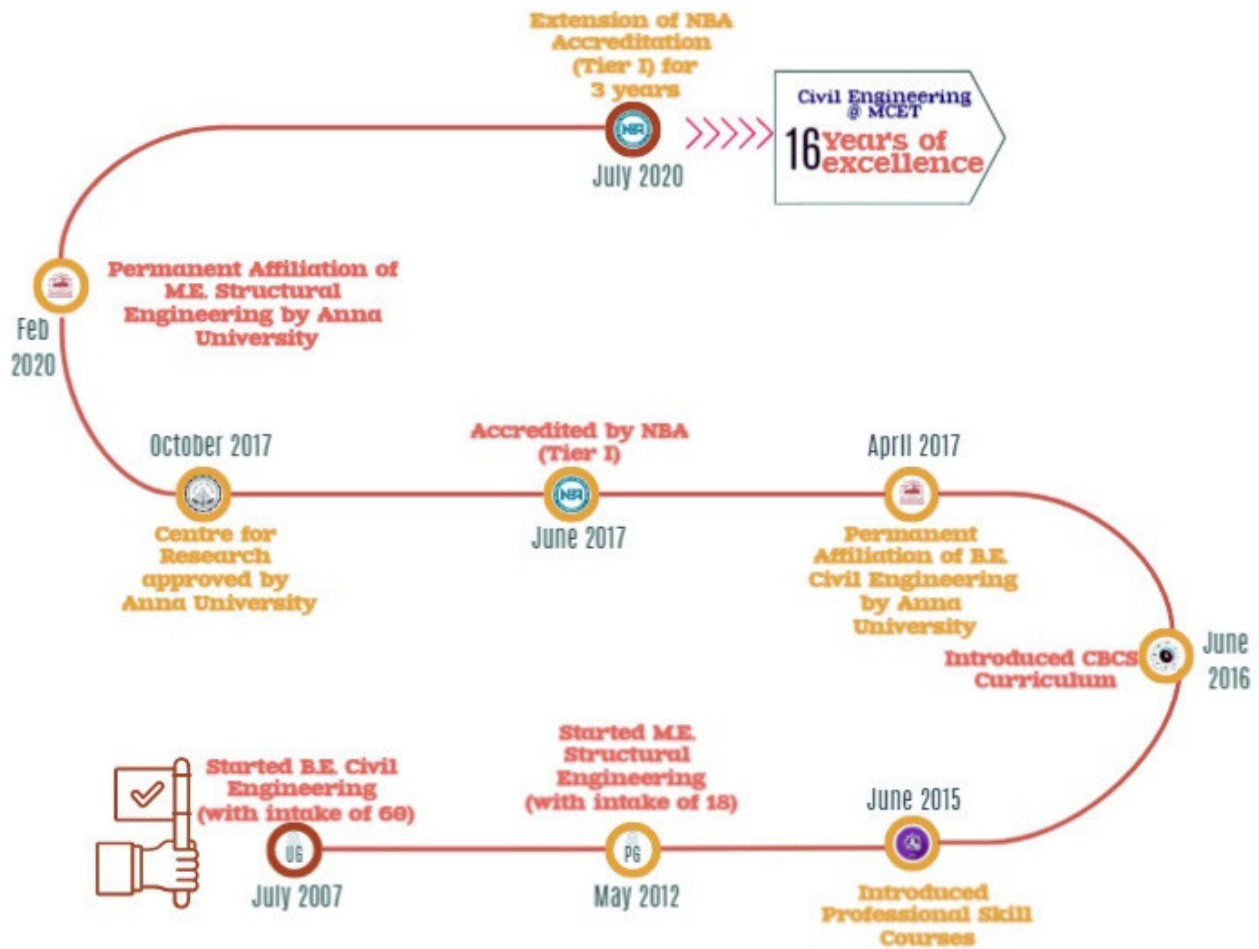 Extension of NBA
Accreditation
(Tier I) for
3 years
NBA
July 2020
Civil Engineering
@ MCET
16 Years of
excellence
Permanent Affiliation of
M.E. Structural
Engineering by Anna
University
Feb
2020
October 2017
Centre for
Research
approved by
Anna University
Accredited by NBA
(Tier I)
NBA
June 2017
April 2017
Permanent
Affiliation of B.E.
Civil Engineering
by Anna
University
Introduced CBCS
Curriculum
June
2016
Started B.E. Civil
Engineering
(with intake of 60)
UG
July 2007
Started M.E.
Structural
Engineering
(with intake of 18)
PG
May 2012
June 2015
Introduced
Professional Skill
Courses